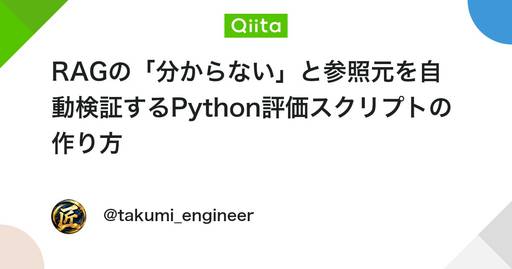 Qiita
RAGの「分からない」と参照元を自
動検証するPython評価スクリプトの
作り方
匠
@takumi_engineer